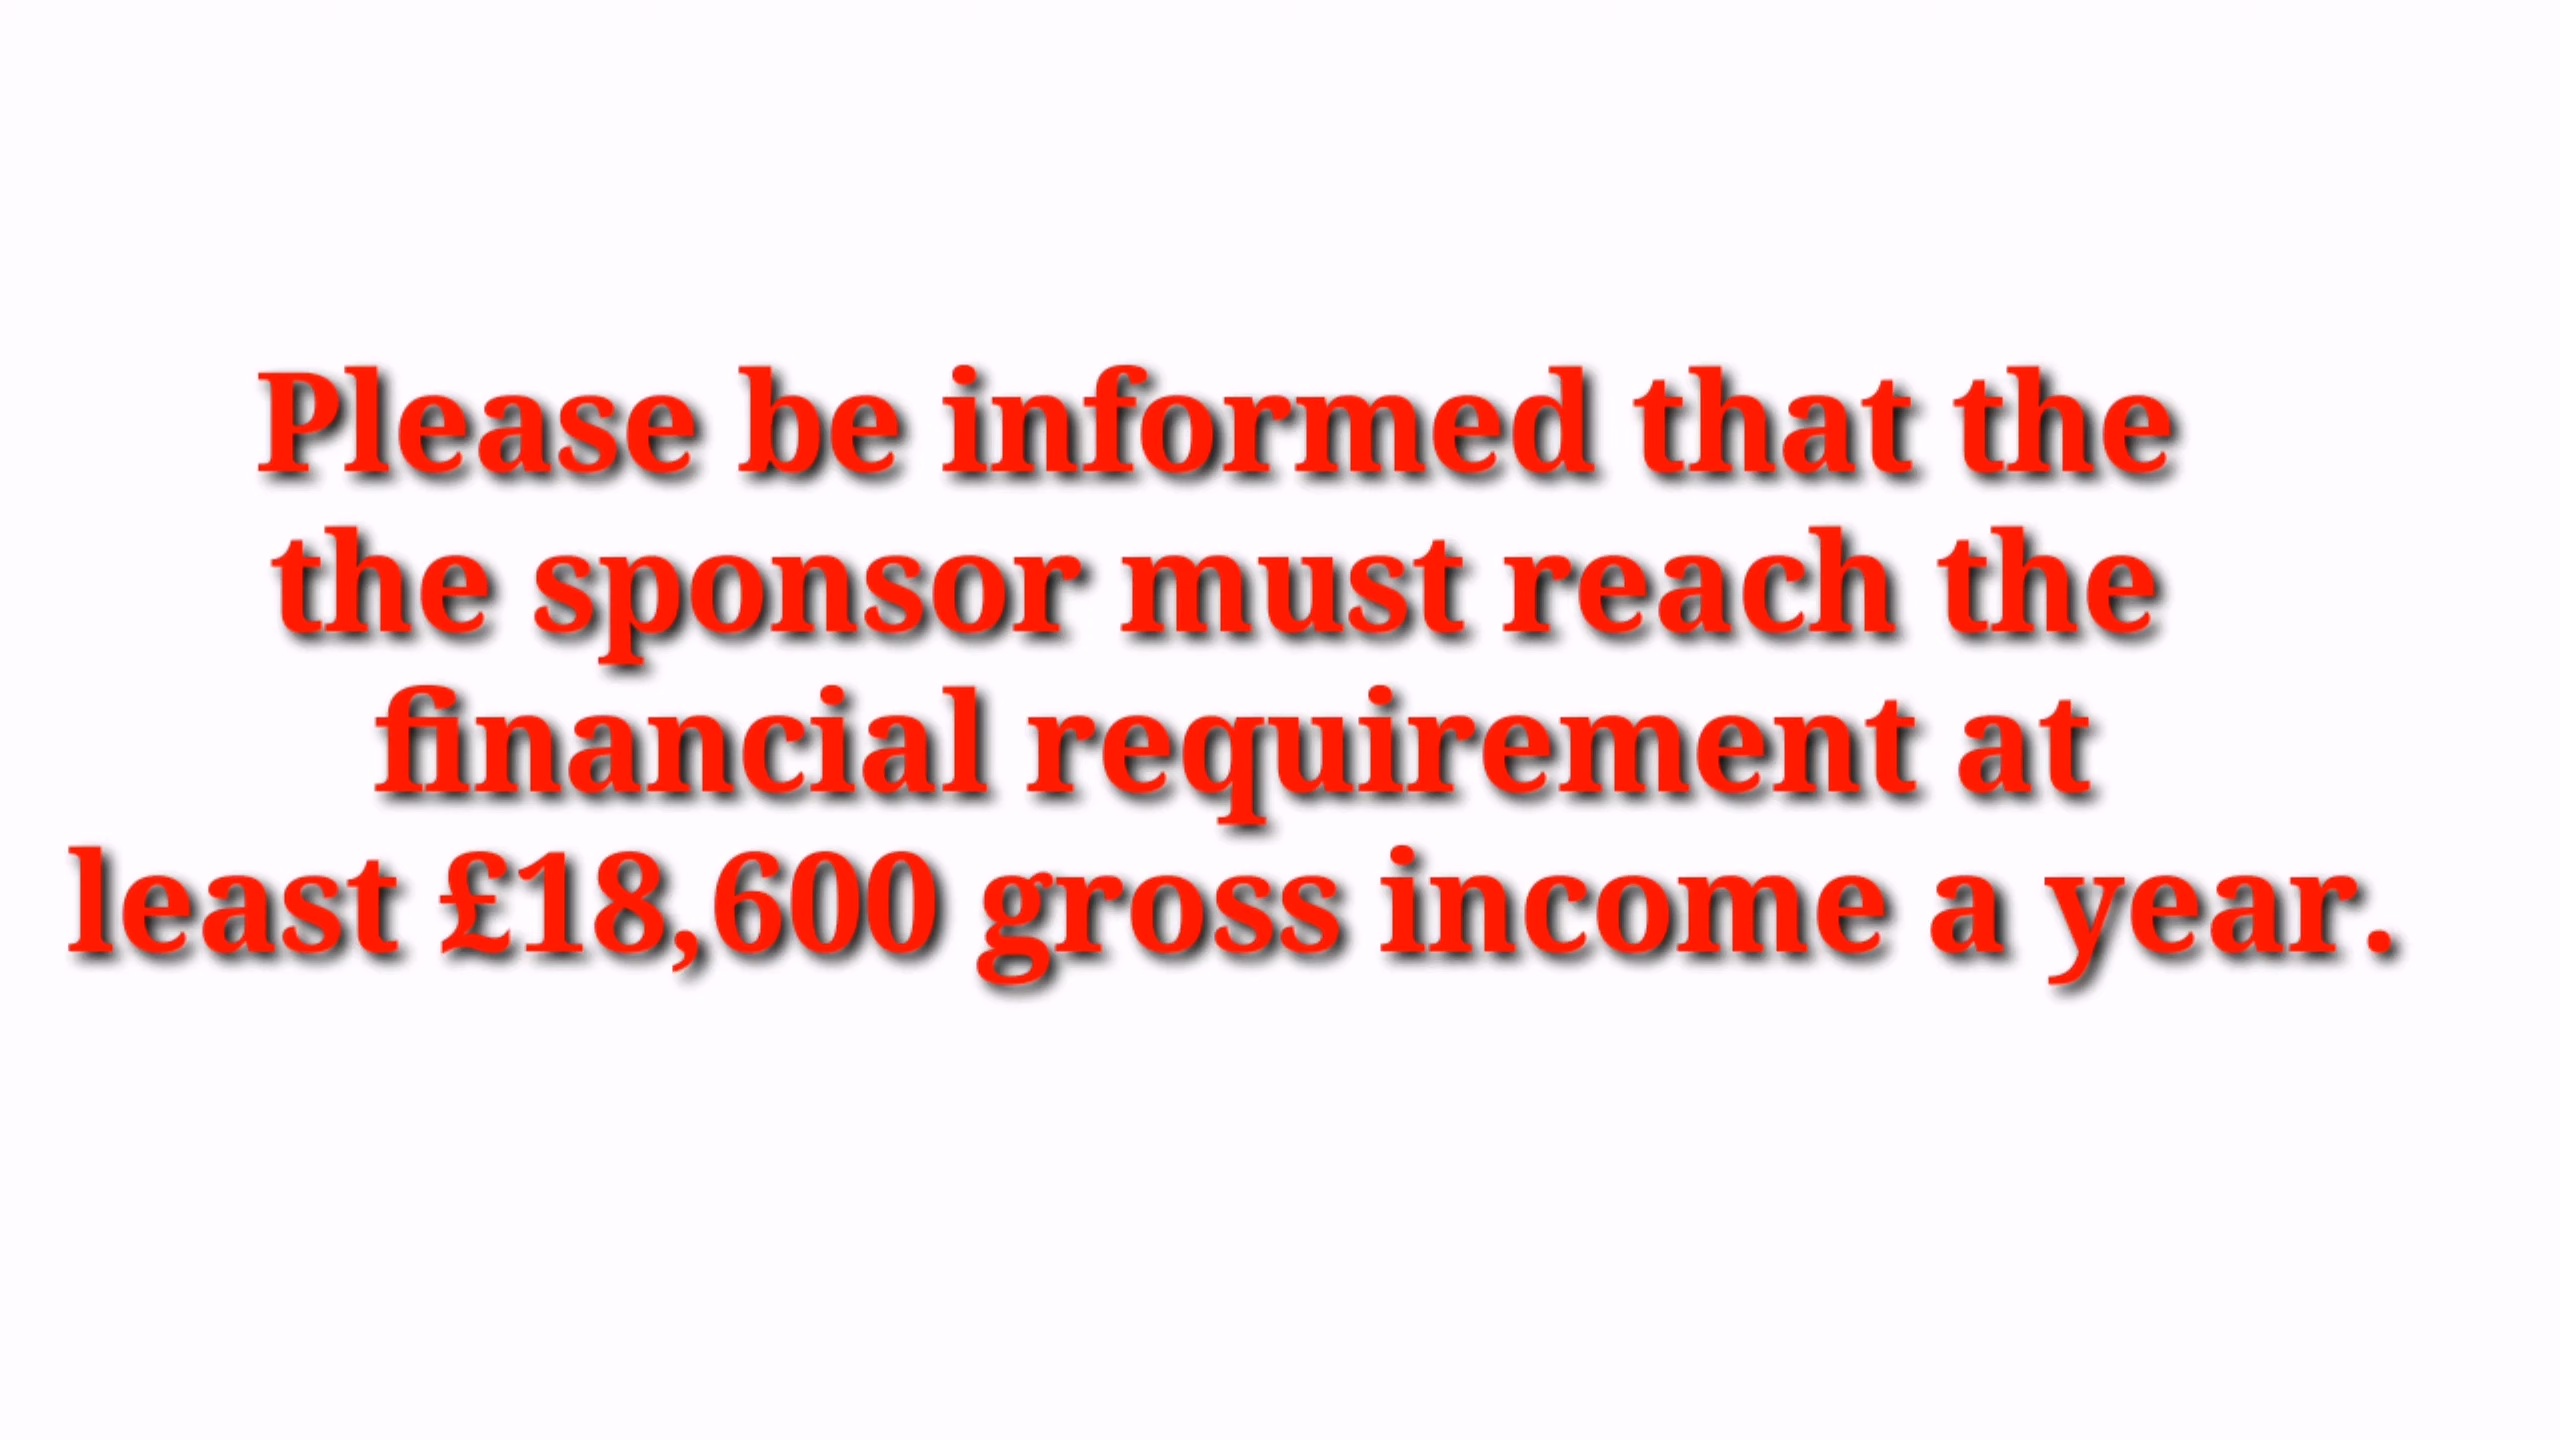 Please be informed that the
the sponsor must reach the
financial requirement at
least £18,600 gross income a year.